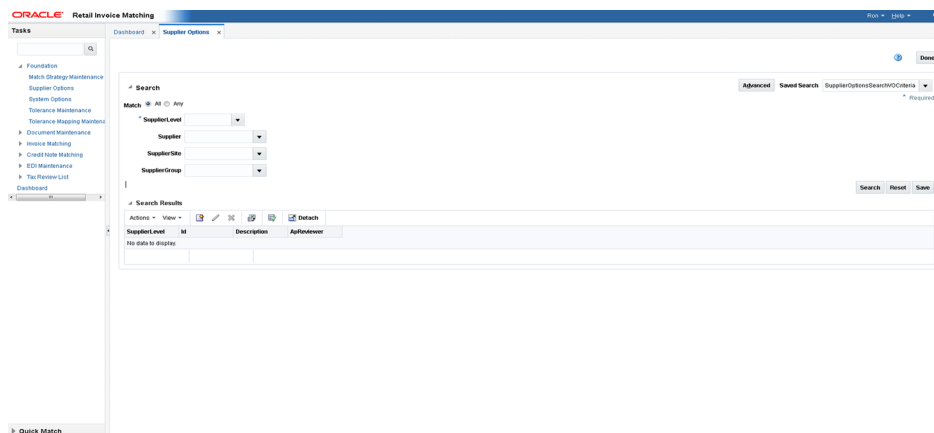 ORACLE® Retail Invoice Matching
Ron Help
Tasks
Dashboard x Supplier Options x
Foundation
Match Strategy Maintenance
Supplier Options
System Options
Tolerance Maintenance
Tolerance Mapping Maintena
Document Maintenance
Invoice Matching
Credit Note Matching
EDI Maintenance
Tax Review List
Dashboard
Quick Match
? Done
Search
Advanced Saved Search SupplierOptionsSearchVOCriteria
* Required
Match All Any
* SupplierLevel
Supplier
SupplierSite
SupplierGroup
Search Reset Save
Search Results
Actions View Detach
SupplierLevel Id Description ApReviewer
No data to display.